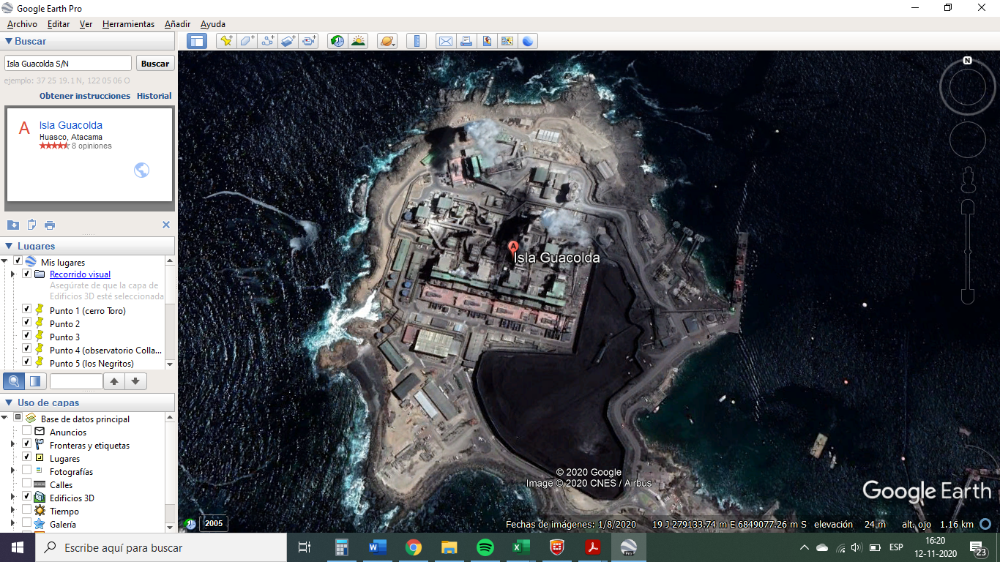 Google Earth Pro
Archivo Editar Ver Herramientas Añadir Ayuda
Buscar
Isla Guacolda S/N
Buscar
ejemplo: 37 25 19.1 N, 122 05 06 O
Obtener instrucciones Historial
A
Isla Guacolda
Huasco, Atacama
8 opiniones
Lugares
Mis lugares
Recorrido visual
Asegúrate de que la capa de
Edificios 3D esté seleccionada
Punto 1 (cerro Toro)
Punto 2
Punto 3
Punto 4 (observatorio Colla...
Punto 5 (los Negritos)
Uso de capas
Base de datos principal
Anuncios
Fronteras y etiquetas
Lugares
Fotografías
Calles
Edificios 3D
Tiempo
Galería
N
A
Isla Guacolda
© 2020 Google
Image © 2020 CNES / Airbus
Google Earth
2005
Fechas de imágenes: 1/8/2020 19 J 279133.74 m E 6849077.26 m S elevación 24 m alt. ojo 1.16 km
Escribe aquí para buscar
ESP
16:20
12-11-2020
23